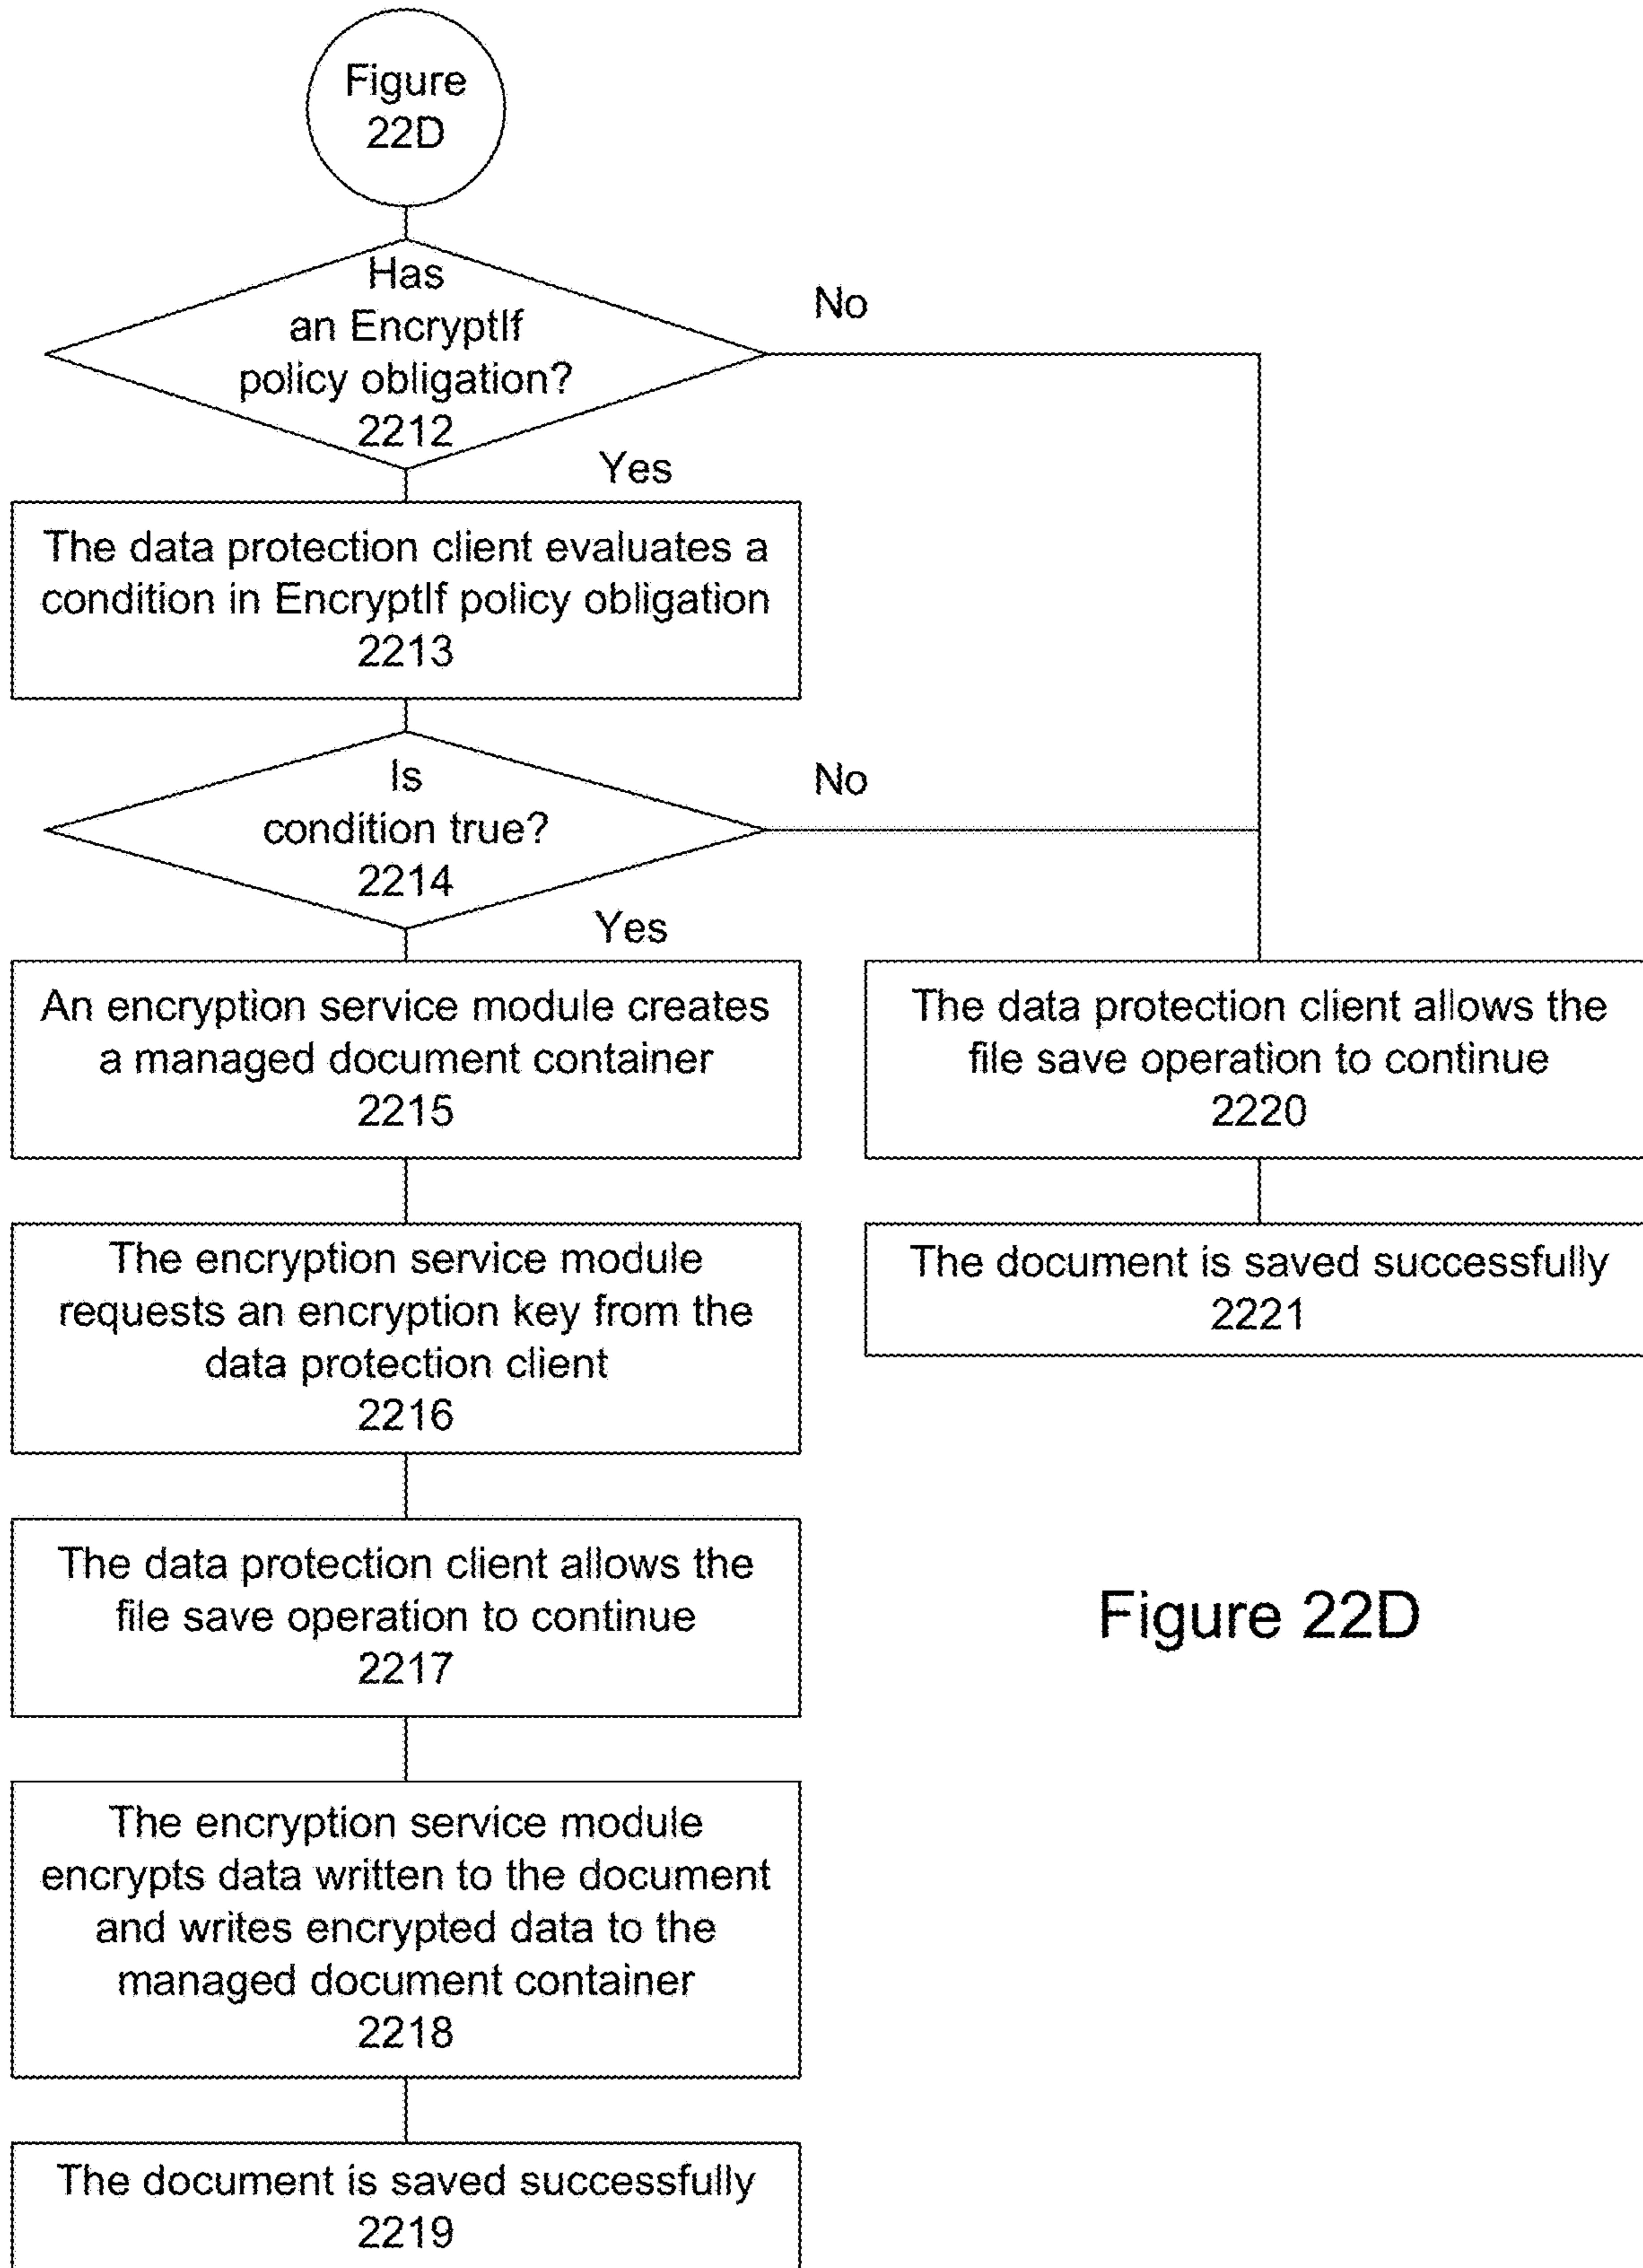 Figure
22D
Has
an EncryptIf
policy obligation?
2212
No
Yes
The data protection client evaluates a
condition in EncryptIf policy obligation
2213
Is
condition true?
2214
No
Yes
An encryption service module creates
a managed document container
2215
The data protection client allows the
file save operation to continue
2220
The encryption service module
requests an encryption key from the
data protection client
2216
The document is saved successfully
2221
The data protection client allows the
file save operation to continue
2217
Figure 22D
The encryption service module
encrypts data written to the document
and writes encrypted data to the
managed document container
2218
The document is saved successfully
2219